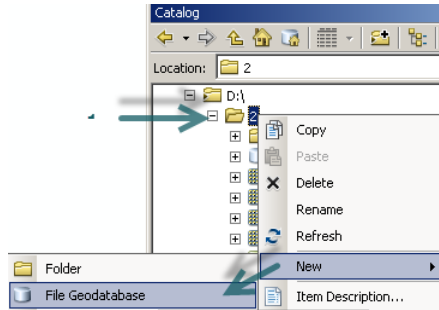 Catalog
Location: 2
D:\
2
Copy
Paste
Delete
Rename
Refresh
Folder
New
File Geodatabase
Item Description...